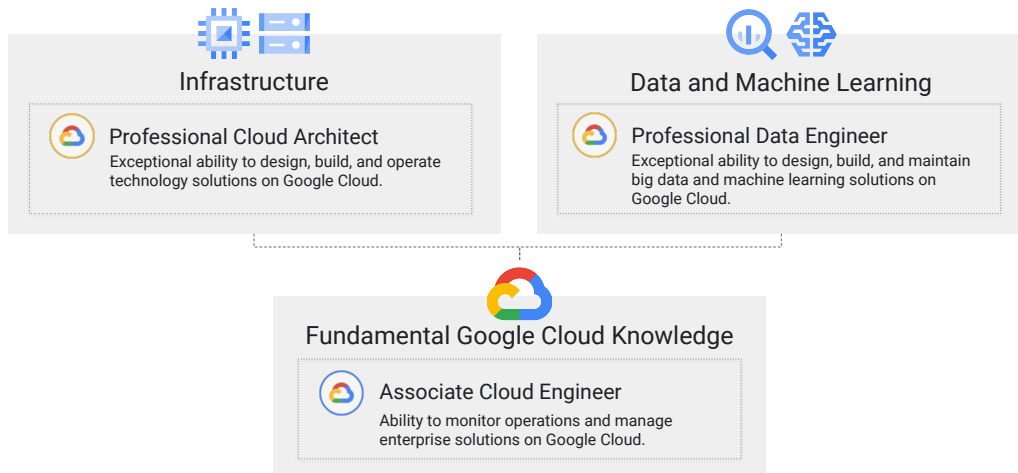 Infrastructure
Professional Cloud Architect
Exceptional ability to design, build, and operate
technology solutions on Google Cloud.
Data and Machine Learning
Professional Data Engineer
Exceptional ability to design, build, and maintain
big data and machine learning solutions on
Google Cloud.
Fundamental Google Cloud Knowledge
Associate Cloud Engineer
Ability to monitor operations and manage
enterprise solutions on Google Cloud.